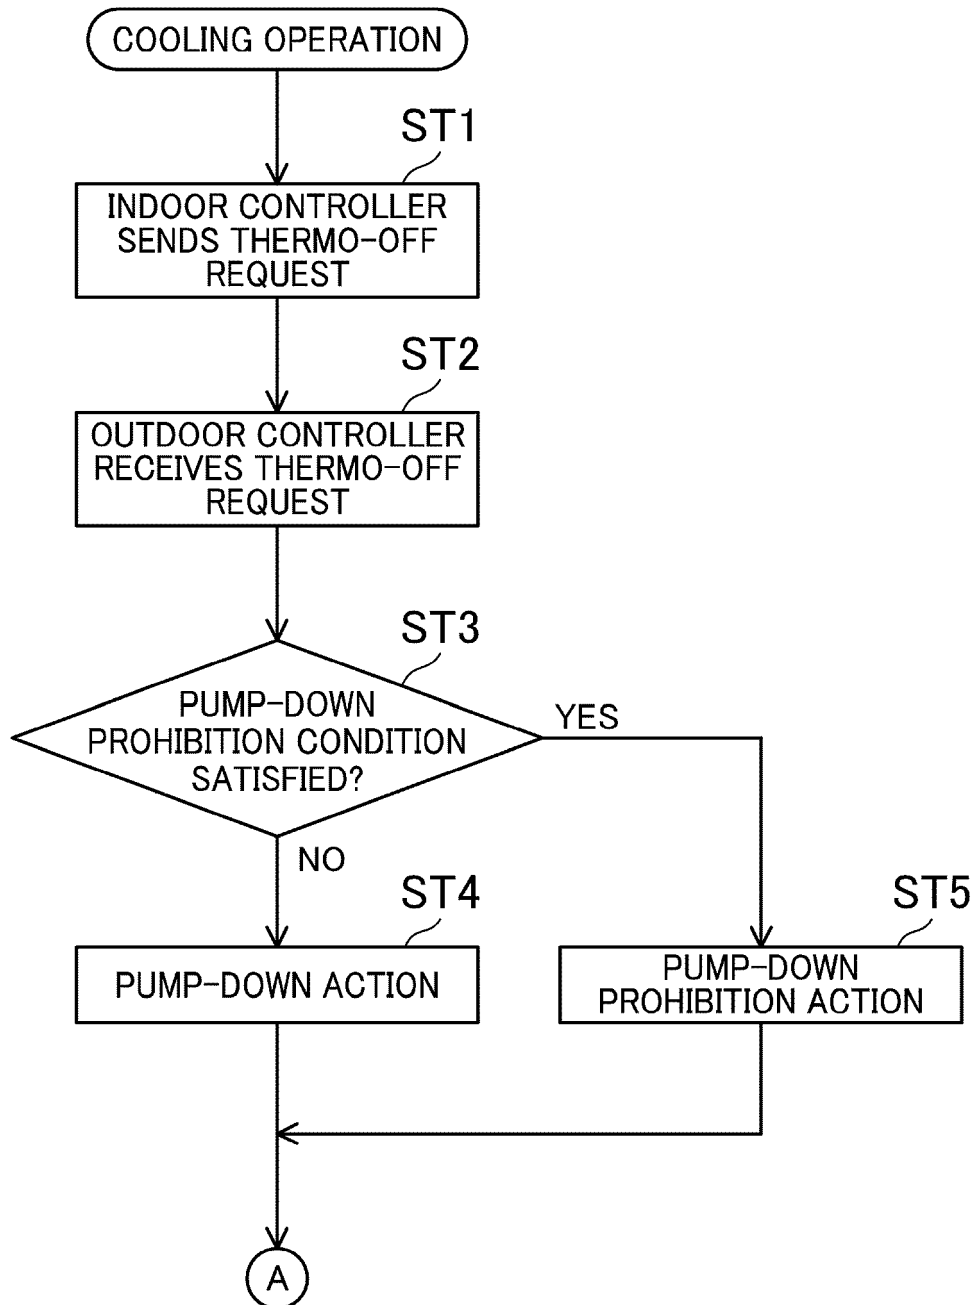 COOLING OPERATION
ST1
INDOOR CONTROLLER
SENDS THERMO-OFF
REQUEST
ST2
OUTDOOR CONTROLLER
RECEIVES THERMO-OFF
REQUEST
ST3
PUMP-DOWN
PROHIBITION CONDITION
SATISFIED?
YES
NO
ST4
PUMP-DOWN ACTION
ST5
PUMP-DOWN
PROHIBITION ACTION
A